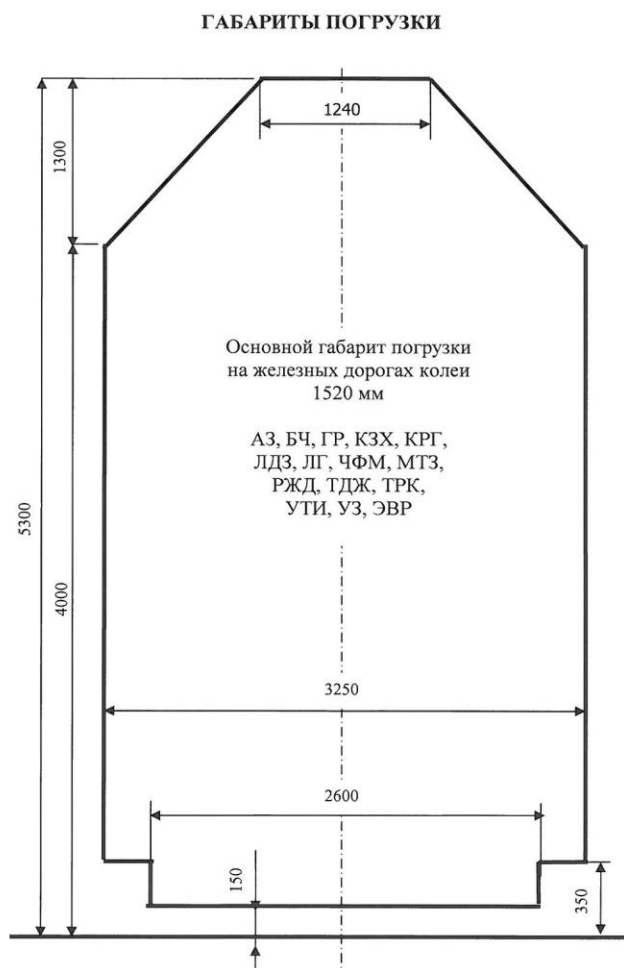 ГАБАРИТЫ ПОГРУЗКИ
1240
1300
Основной габарит погрузки
на железных дорогах колеи
1520 мм
АЗ, БЧ, ГР, КЗХ, КРГ,
ЛДЗ, ЛГ, ЧФМ, МТЗ,
РЖД, ТДЖ, ТРК,
УТИ, УЗ, ЭВР
5300
4000
3250
2600
150
350